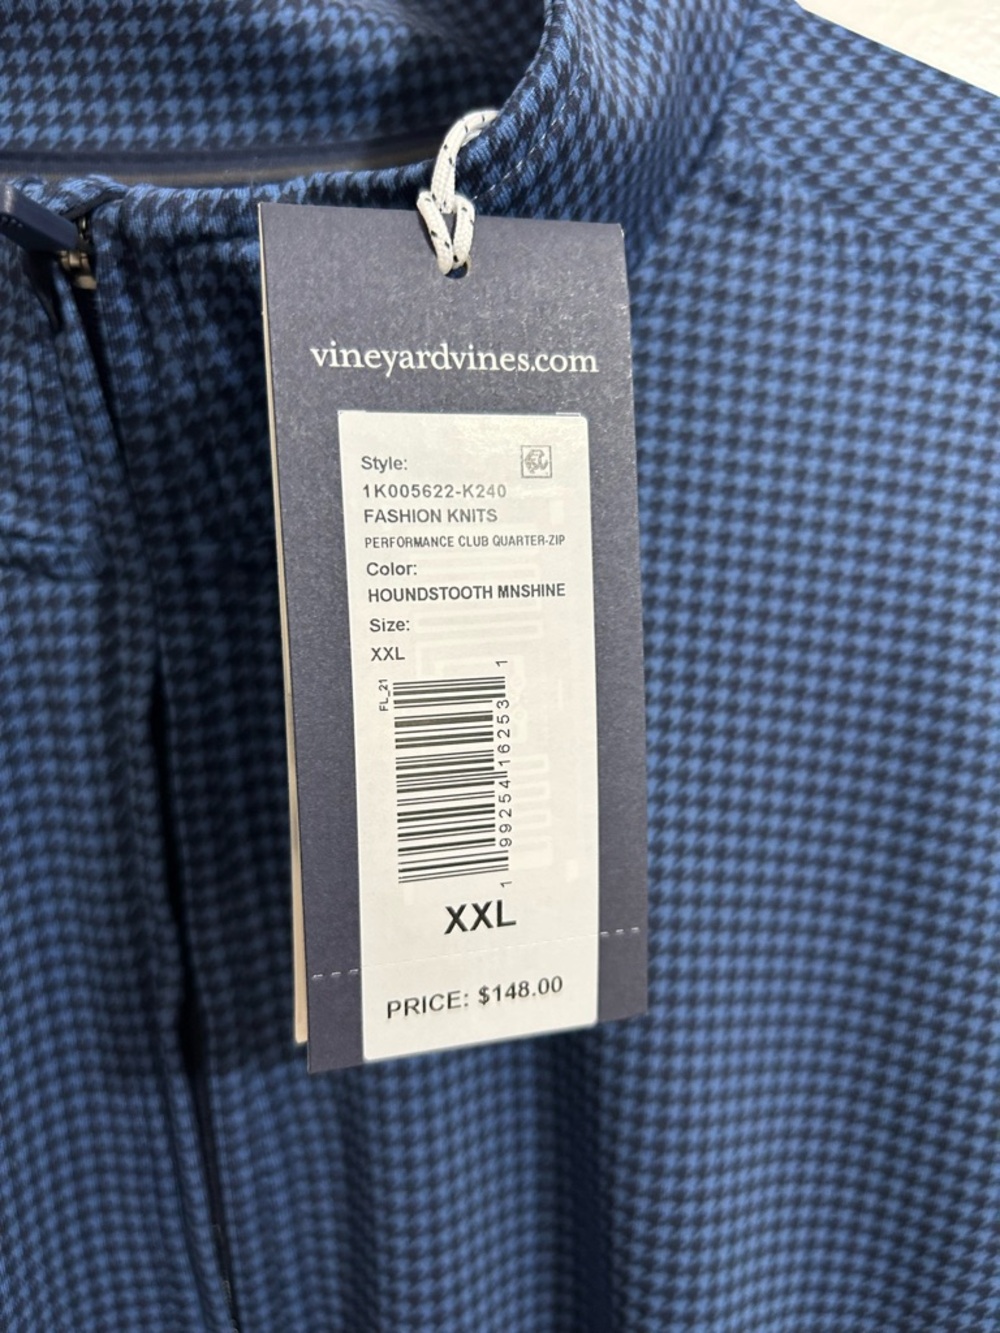 vineyardvines.com
Style:
1K005622-K240
FASHION KNITS
PERFORMANCE CLUB QUARTER-ZIP
Color:
HOUNDSTOOTH MNSHINE
Size:
XXL
FL_21
1 99254 16253 1
XXL
PRICE: $148.00